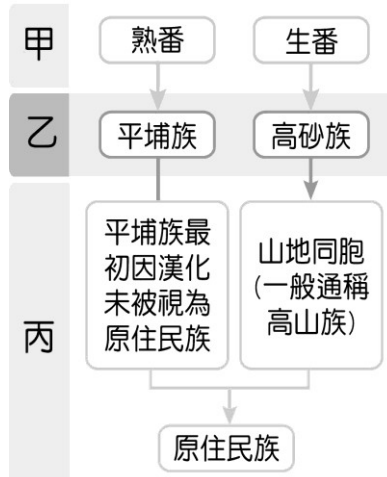 甲
熟番
生番
乙
平埔族
高砂族
丙
平埔族最
初因漢化
未被視為
原住民族
山地同胞
(一般通稱
高山族)
原住民族